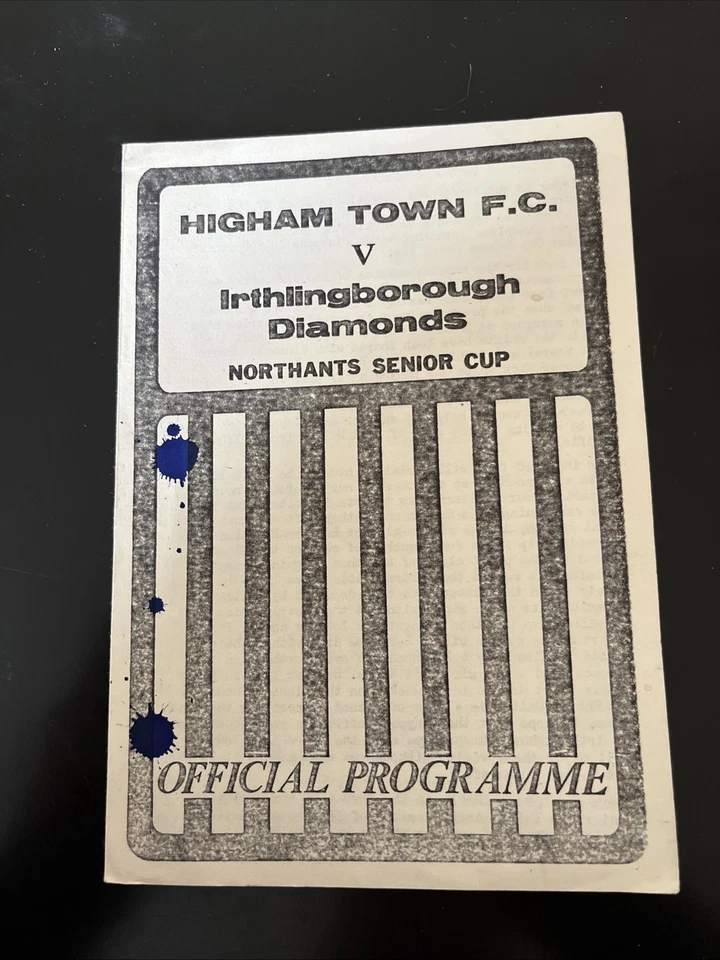 HIGHAM TOWN F.C.
V
Irthlingborough
Diamonds
NORTHANTS SENIOR CUP
OFFICIAL PROGRAMME